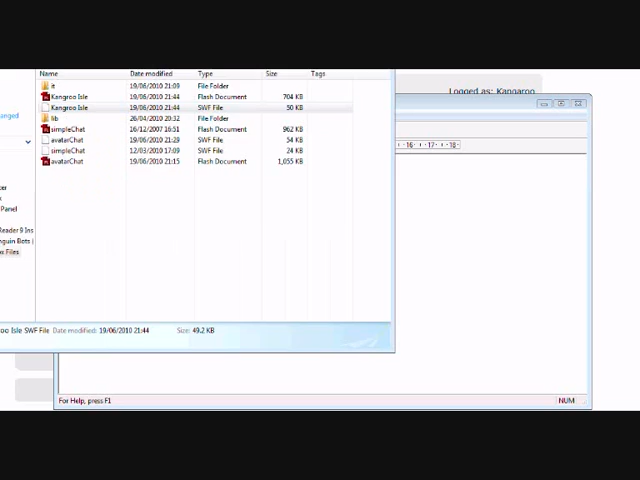 Name Date modified Type Size Tags
it 19/06/2010 21:09 File Folder
Kangroo Isle 19/06/2010 21:44 Flash Document 704 KB
Kangroo Isle 19/06/2010 21:44 SWF File 50 KB
lib 26/04/2010 20:32 File Folder
simpleChat 26/12/2007 16:51 Flash Document 962 KB
avatarChat 19/06/2010 21:29 SWF File 54 KB
simpleChat 12/03/2010 17:09 SWF File 24 KB
avatarChat 19/06/2010 21:15 Flash Document 1,055 KB
Logged as: Kangaroo
16 17 18
anged
ter
Panel
Reader 9 Ins
nguin Bots (
w Files
oo Isle SWF File Date modified: 19/06/2010 21:44 Size: 49.2 KB
For Help, press F1
NUM